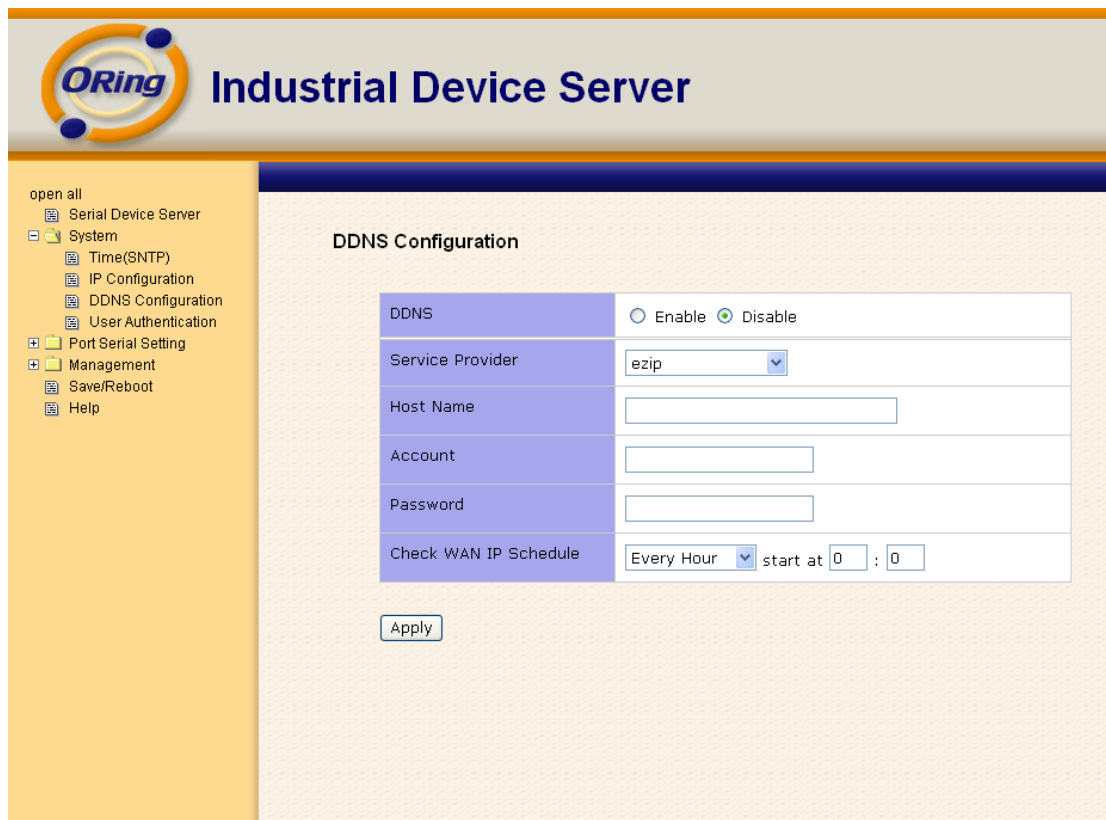 ORing
Industrial Device Server
open all
Serial Device Server
System
Time(SNTP)
IP Configuration
DDNS Configuration
User Authentication
Port Serial Setting
Management
Save/Reboot
Help
DDNS Configuration
DDNS Enable Disable
Service Provider ezip
Host Name
Account
Password
Check WAN IP Schedule Every Hour start at 0 : 0
Apply